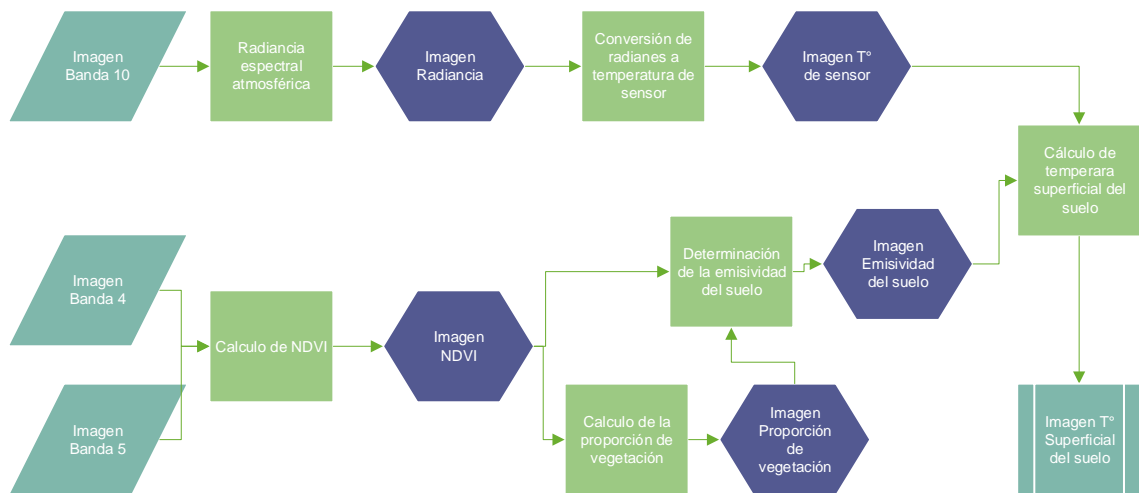 Imagen
Banda 10
Radiancia
espectral
atmosférica
Imagen
Radiancia
Conversión de
radianes a
temperatura de
sensor
Imagen T°
de sensor
Cálculo de
temperara
superficial del
suelo
Imagen
Banda 4
Determinación
de la emisividad
del suelo
Imagen
Emisividad
del suelo
Calculo de NDVI
Imagen
NDVI
Imagen
Banda 5
Calculo de la
proporción de
vegetación
Imagen
Proporción
de
vegetación
Imagen T°
Superficial
del suelo